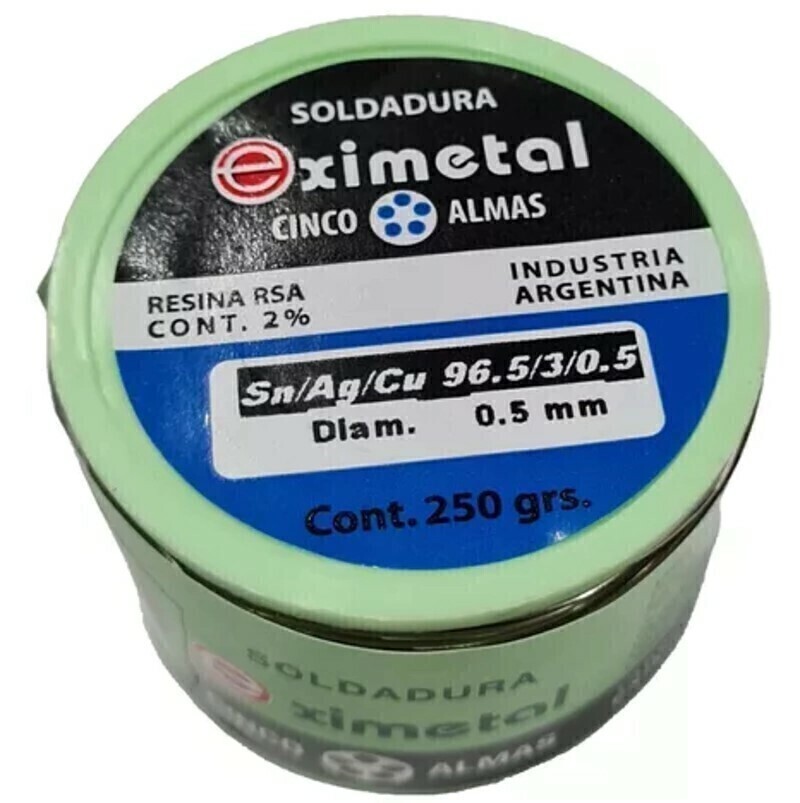 SOLDADURA
eximetal
CINCO ALMAS
RESINA RSA
CONT. 2%
INDUSTRIA
ARGENTINA
Sn/Ag/Cu 96.5/3/0.5
Diam. 0.5 mm
Cont. 250 grs.
SOLDADURA
eximetal
CINCO ALMAS